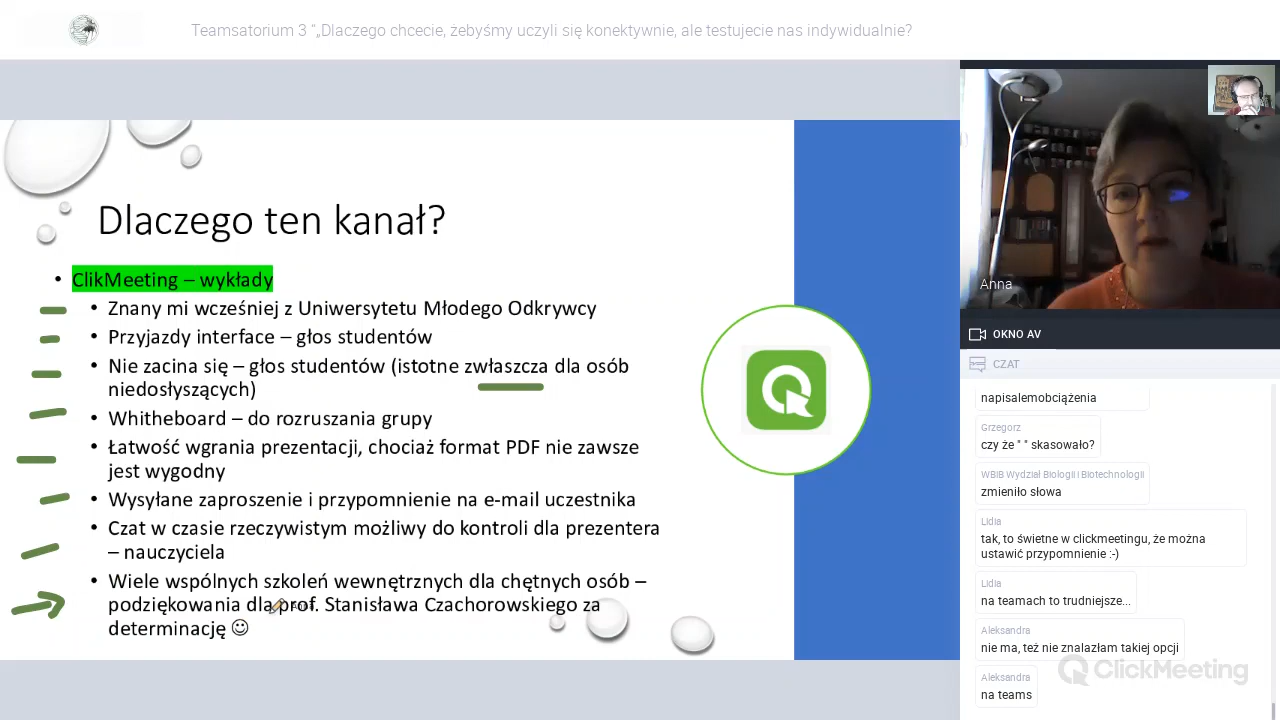 Teamsatorium 3 "„Dlaczego chcecie, żebyśmy uczyli się konektywnie, ale testujecie nas indywidualnie?
Dlaczego ten kanał?
• ClikMeeting – wykłady
• Znany mi wcześniej z Uniwersytetu Młodego Odkrywcy
• Przyjazdy interface – głos studentów
• Nie zacina się – głos studentów (istotne zwłaszcza dla osób
niedosłyszących)
• Whitheboard – do rozruszania grupy
• Łatwość wgrania prezentacji, chociaż format PDF nie zawsze
jest wygodny
• Wysyłane zaproszenie i przypomnienie na e-mail uczestnika
• Czat w czasie rzeczywistym możliwy do kontroli dla prezentera
– nauczyciela
• Wiele wspólnych szkoleń wewnętrznych dla chętnych osób –
podziękowania dla prof. Stanisława Czachorowskiego za
determinację ☺
Anna
OKNO AV
CZAT
napisalemobciążenia
Grzegorz
czy że " " skasowało?
WBiB Wydział Biologii i Biotechnologii
zmieniło słowa
Lidia
tak, to świetne w clickmeetingu, że można
ustawić przypomnienie :-)
Lidia
na teamach to trudniejsze...
Aleksandra
nie ma, też nie znalazłam takiej opcji
Aleksandra
na teams
ClickMeeting